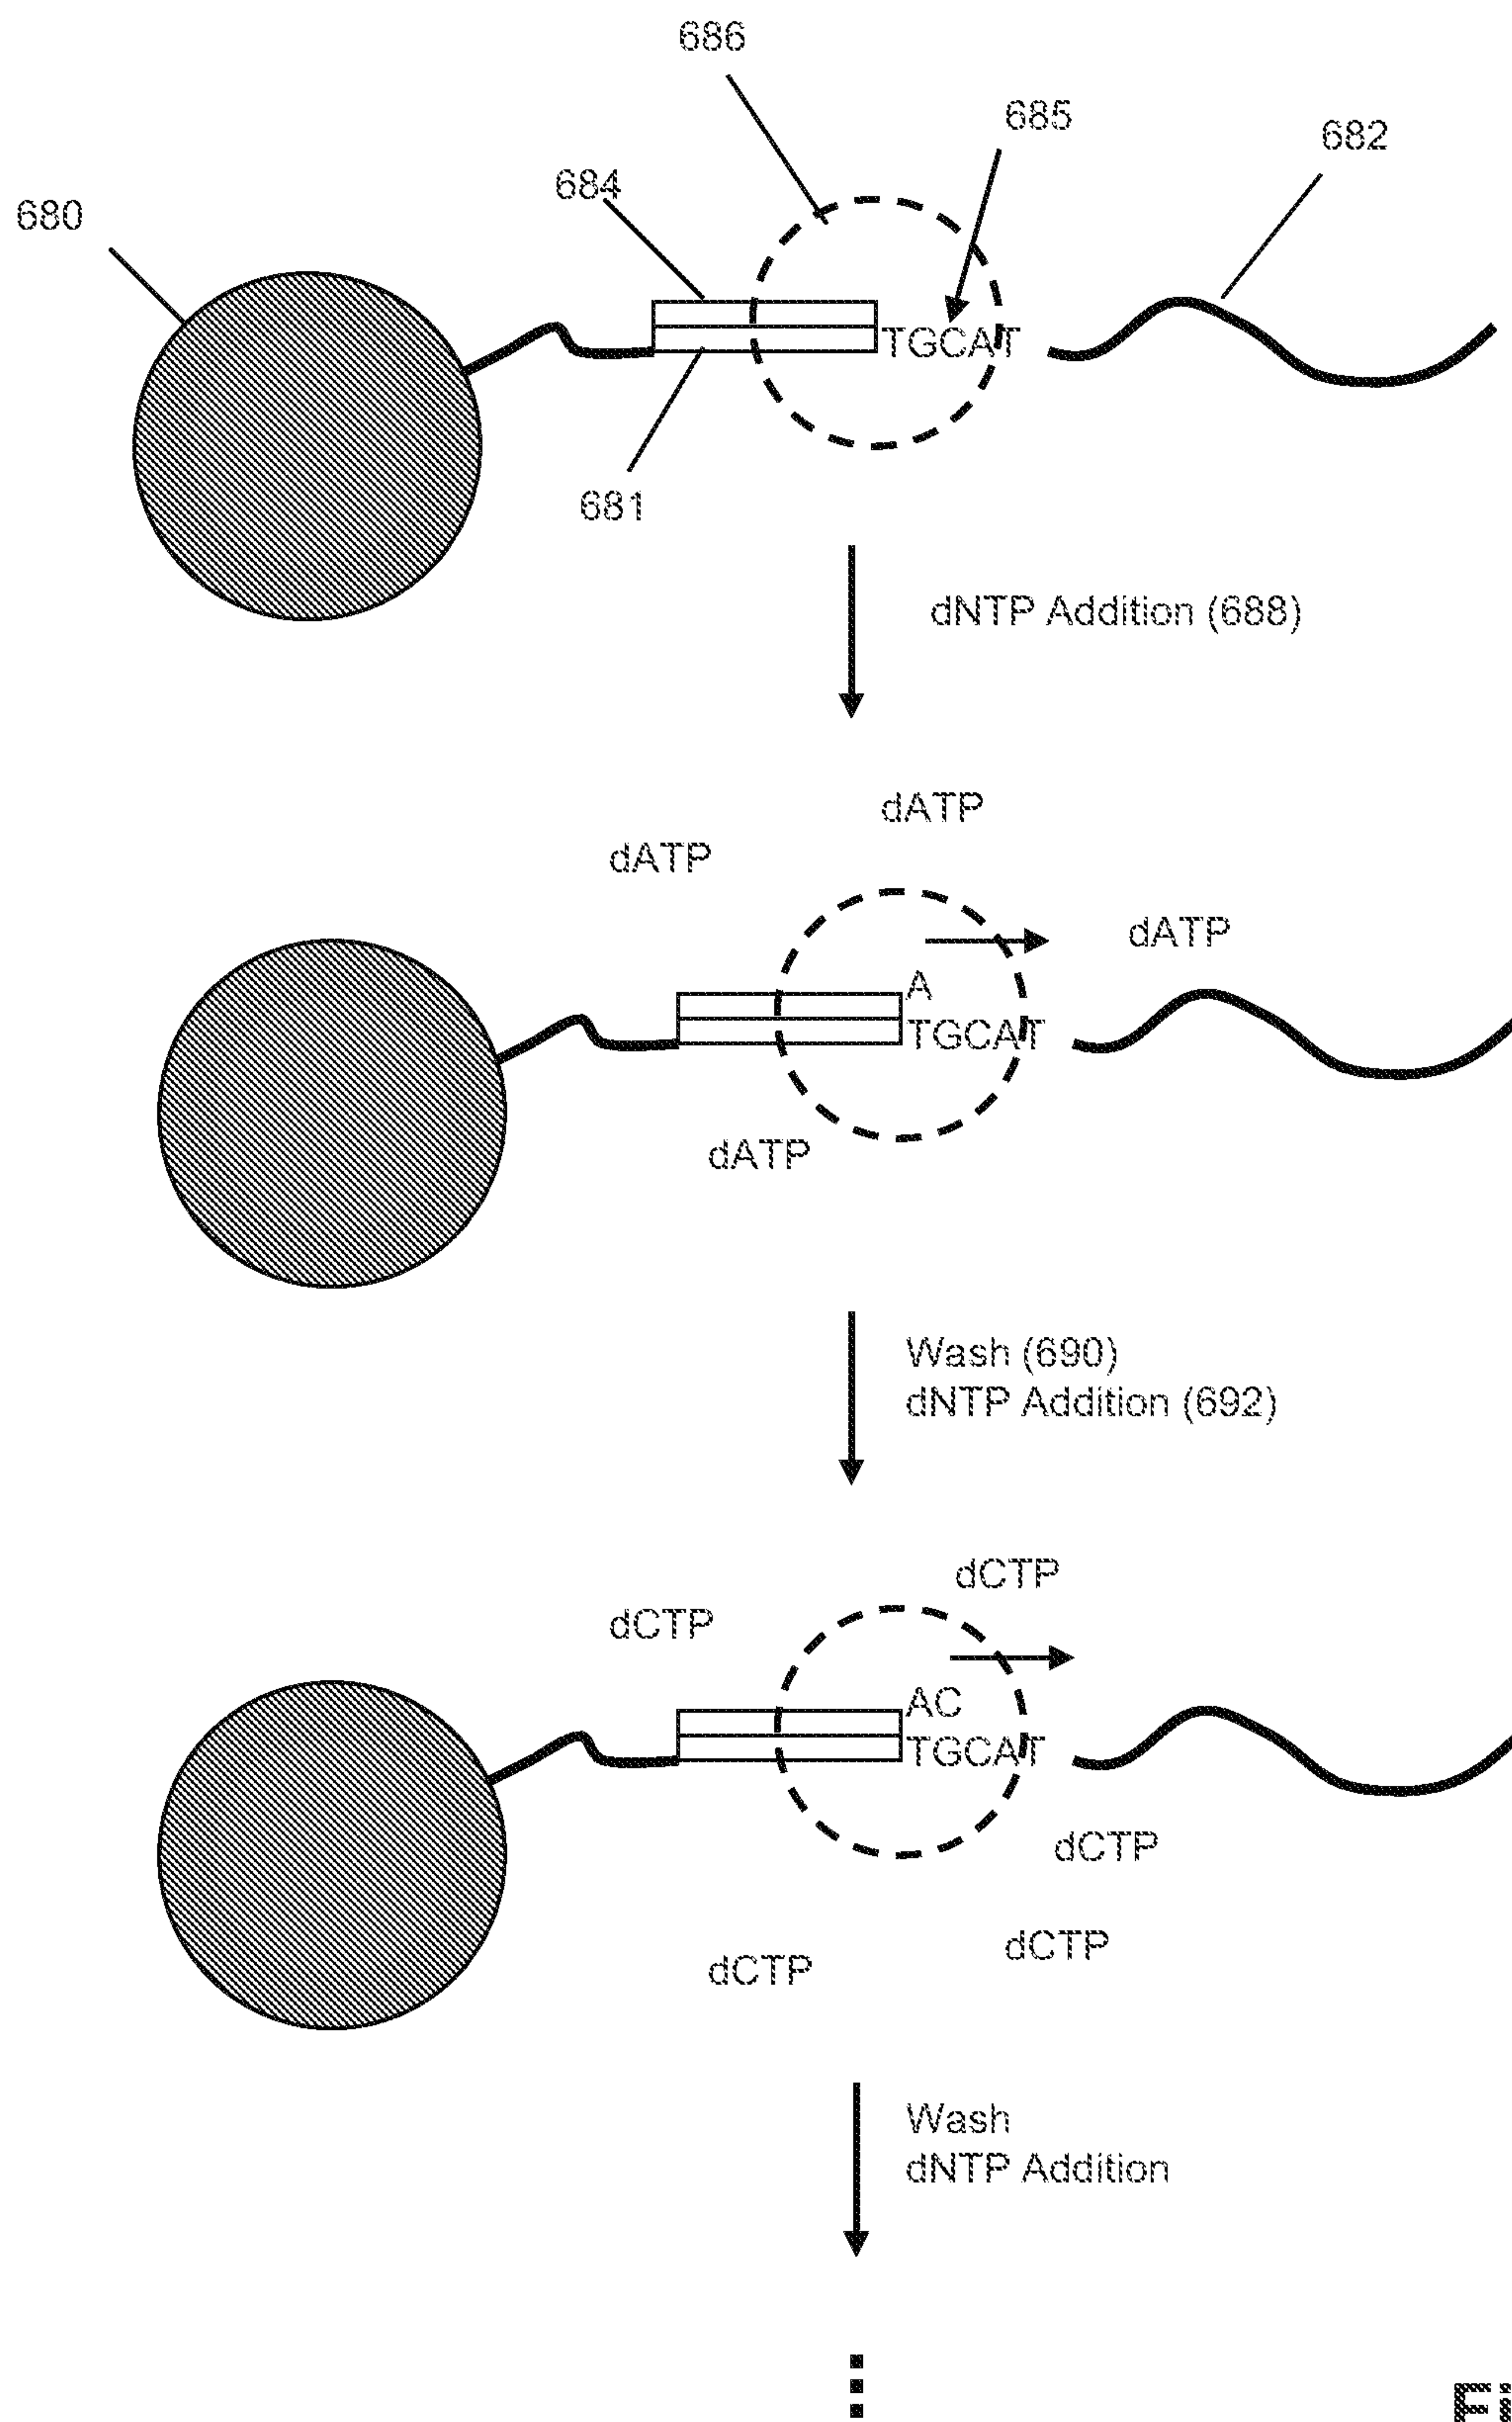 686
685
682
684
680
TGCAT
681
dNTP Addition (688)
dATP
dATP
dATP
A
TGCAT
dATP
Wash (690)
dNTP Addition (692)
dCTP
dCTP
AC
TGCAT
dCTP
dCTP
dCTP
Wash
dNTP Addition